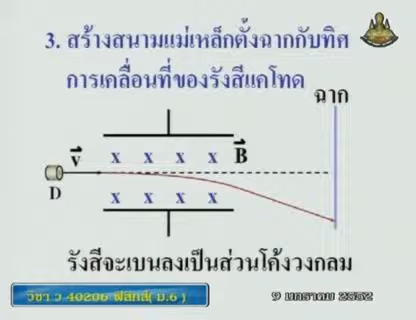 3. สร้างสนามแม่เหล็กตั้งฉากกับทิศ
การเคลื่อนที่ของรังสีแคโทด
ฉาก
v x x x x B
D
x x x x
รังสีจะเบนลงเป็นส่วนโค้งวงกลม
วิชา ว 40206 ฟิสิกส์( ม.6 )
9 มกราคม 2552